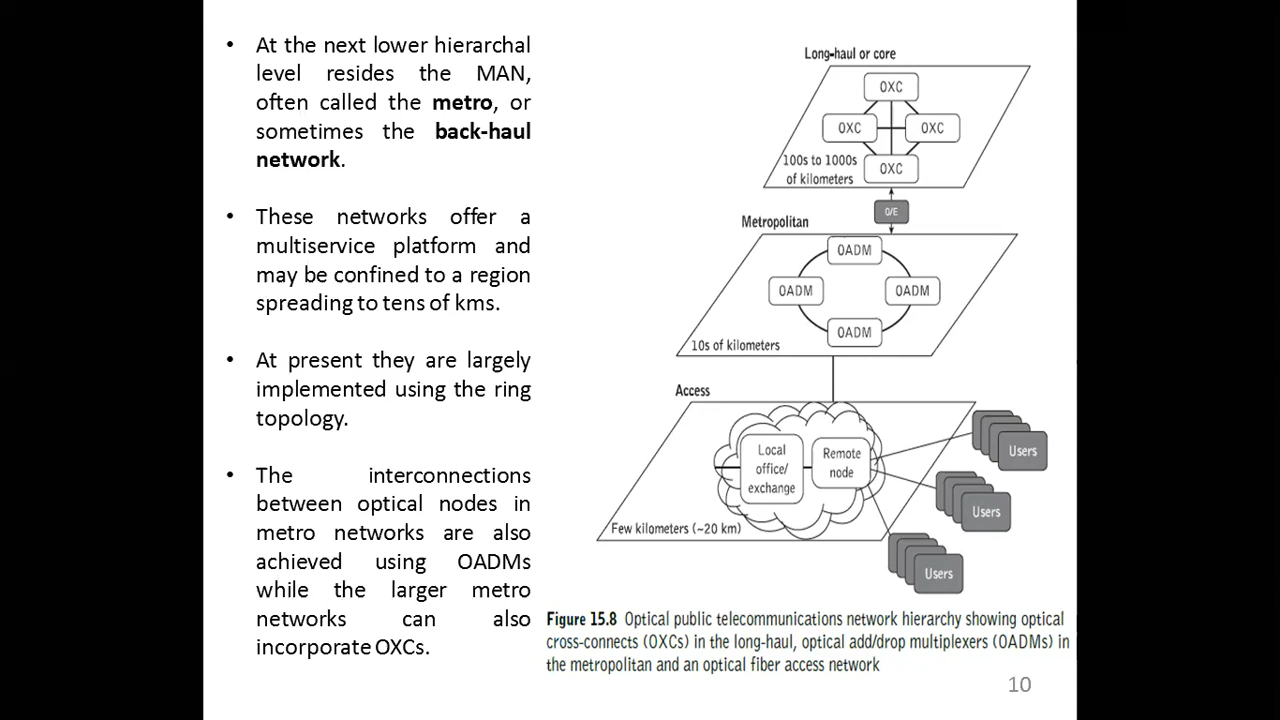 • At the next lower hierarchal
level resides the MAN,
often called the metro, or
sometimes the back-haul
network.
• These networks offer a
multiservice platform and
may be confined to a region
spreading to tens of kms.
• At present they are largely
implemented using the ring
topology.
• The interconnections
between optical nodes in
metro networks are also
achieved using OADMs
while the larger metro
networks can also
incorporate OXCs.
Long-haul or core
OXC
OXC OXC
OXC
100s to 1000s
of kilometers
O/E
Metropolitan
OADM
OADM OADM
OADM
10s of kilometers
Access
Local
office/
exchange
Remote
node
Users
Users
Users
Few kilometers (~20 km)
Figure 15.8 Optical public telecommunications network hierarchy showing optical
cross-connects (OXCs) in the long-haul, optical add/drop multiplexers (OADMs) in
the metropolitan and an optical fiber access network
10